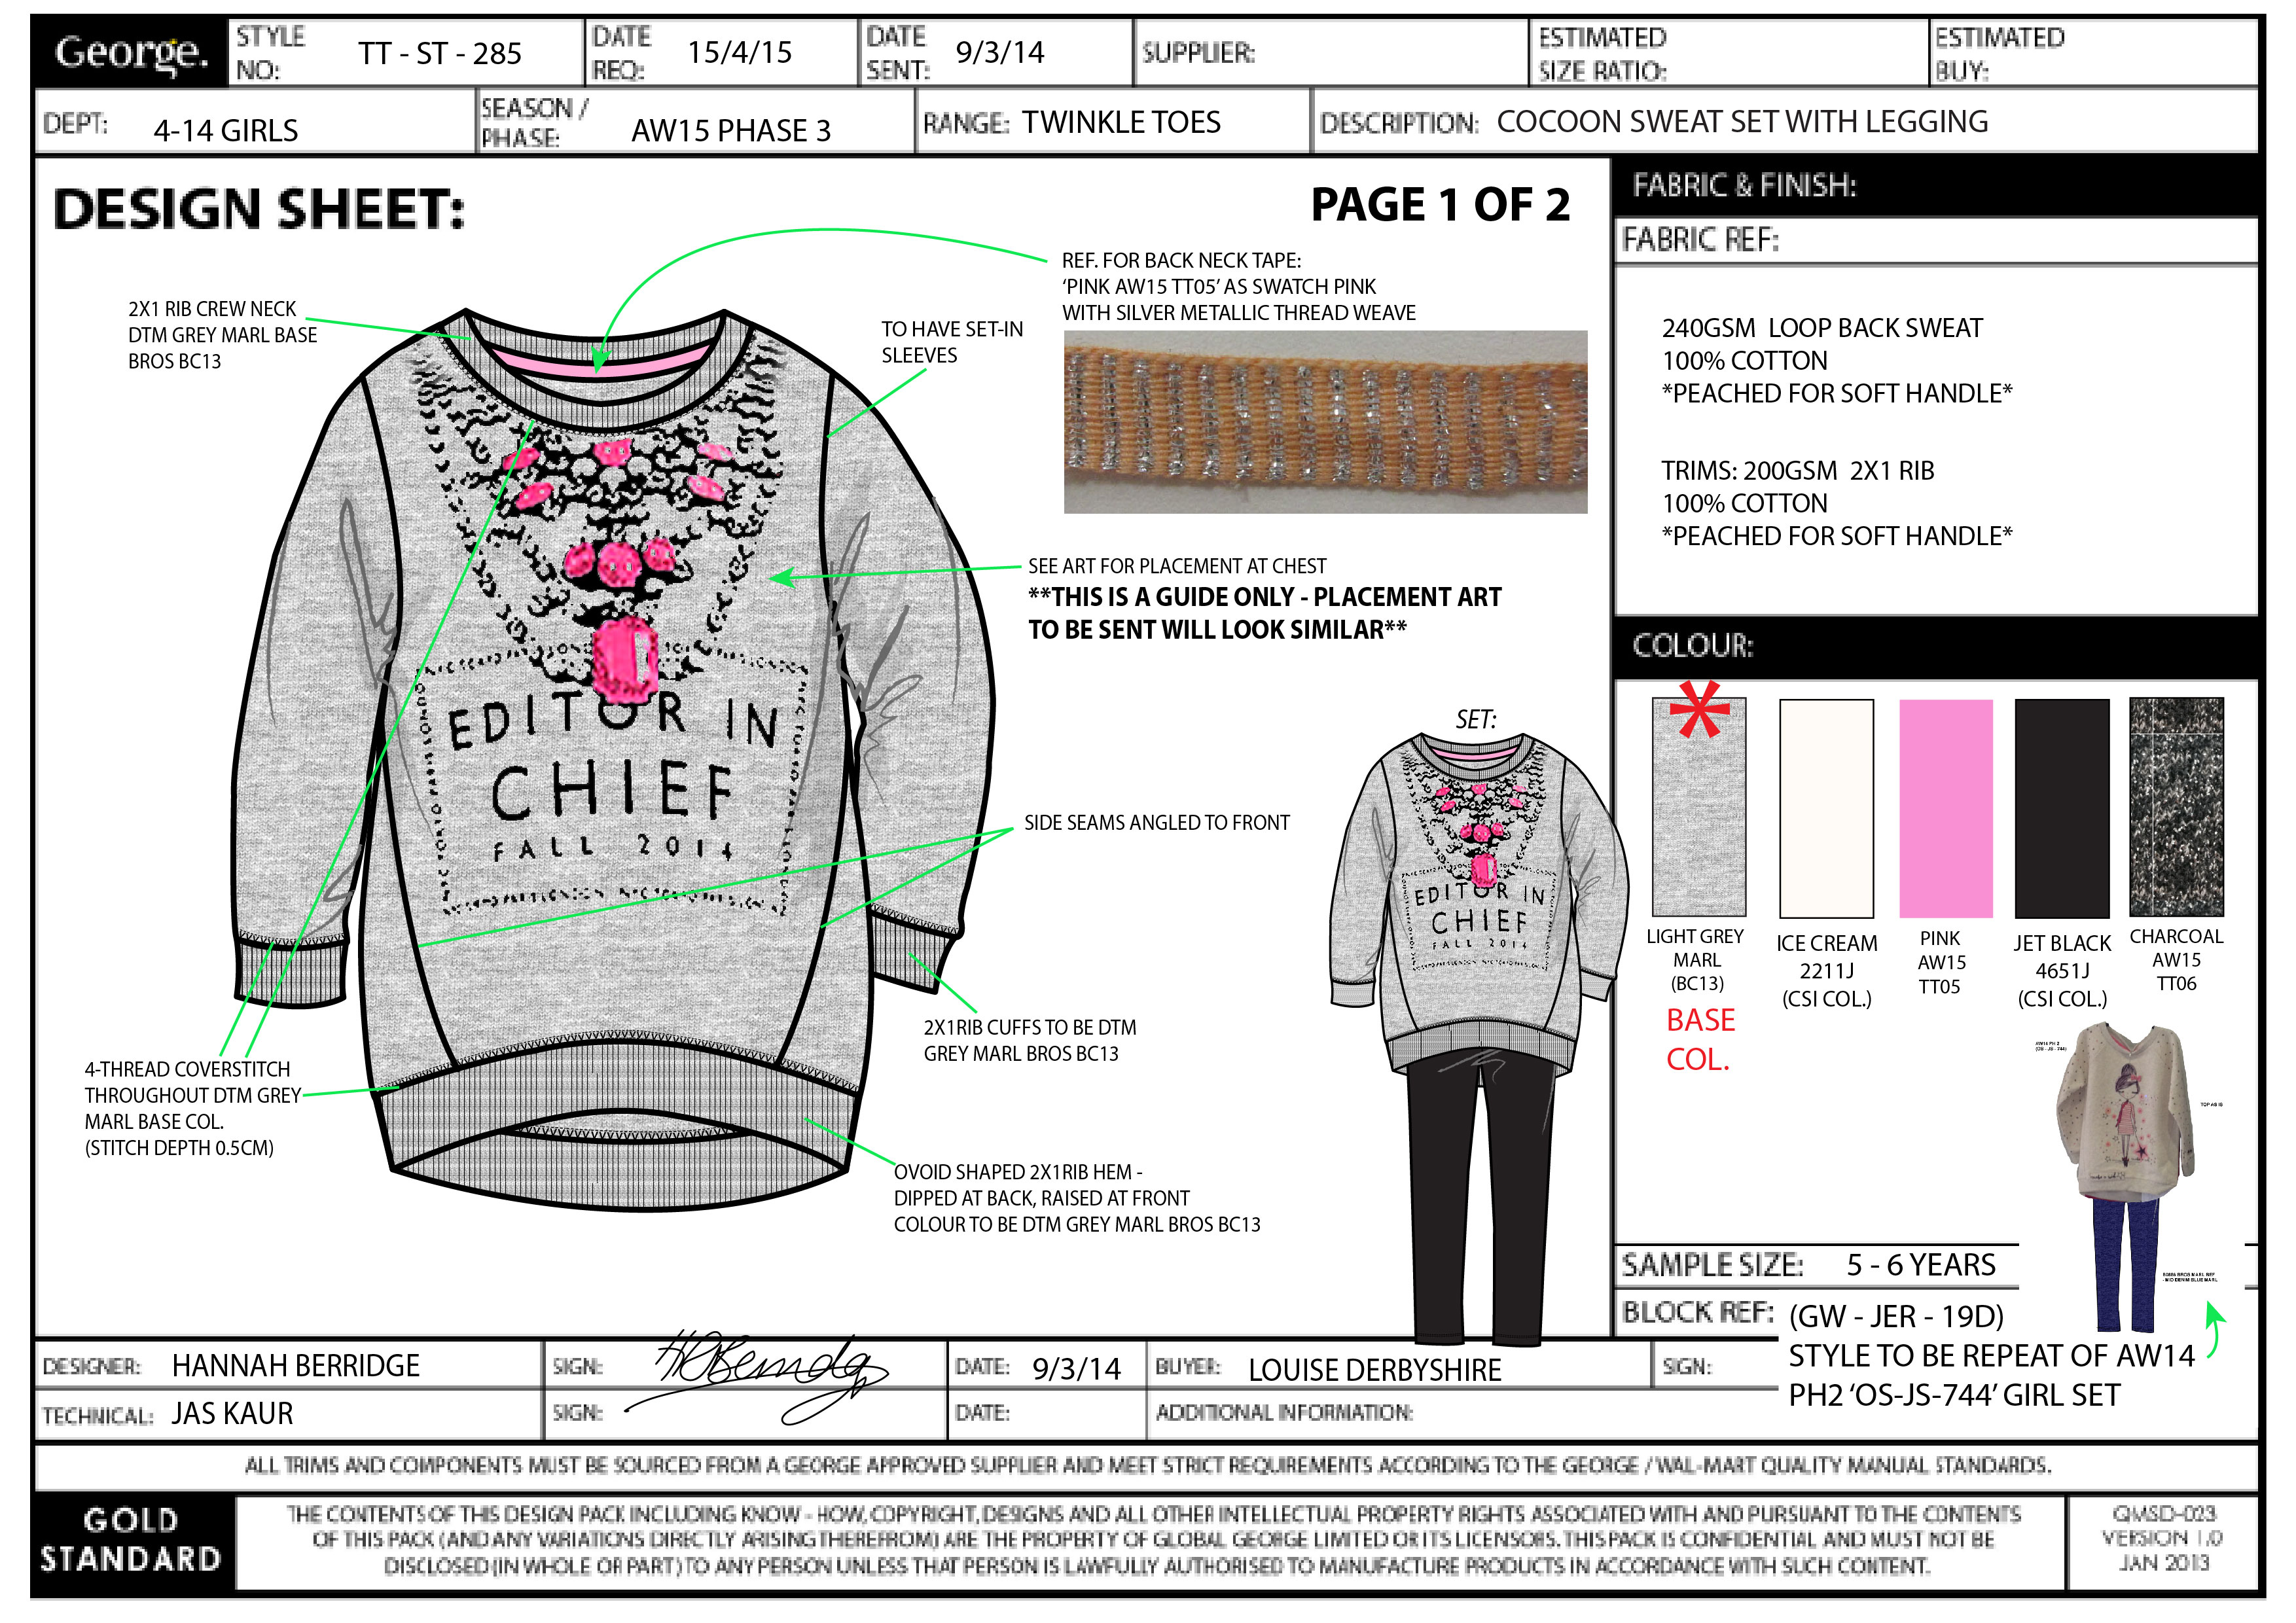 George.
STYLE NO: TT - ST - 285
DATE REQ: 15/4/15
DATE SENT: 9/3/14
SUPPLIER:
ESTIMATED SIZE RATIO:
ESTIMATED BUY:
DEPT: 4-14 GIRLS
SEASON / PHASE: AW15 PHASE 3
RANGE: TWINKLE TOES
DESCRIPTION: COCOON SWEAT SET WITH LEGGING
DESIGN SHEET:
PAGE 1 OF 2
2X1 RIB CREW NECK
DTM GREY MARL BASE
BROS BC13
TO HAVE SET-IN
SLEEVES
REF. FOR BACK NECK TAPE:
‘PINK AW15 TT05’ AS SWATCH PINK
WITH SILVER METALLIC THREAD WEAVE
SEE ART FOR PLACEMENT AT CHEST
**THIS IS A GUIDE ONLY - PLACEMENT ART
TO BE SENT WILL LOOK SIMILAR**
EDITOR IN
CHIEF
FALL 2014
SIDE SEAMS ANGLED TO FRONT
2X1RIB CUFFS TO BE DTM
GREY MARL BROS BC13
4-THREAD COVERSTITCH
THROUGHOUT DTM GREY
MARL BASE COL.
(STITCH DEPTH 0.5CM)
OVOID SHAPED 2X1RIB HEM -
DIPPED AT BACK, RAISED AT FRONT
COLOUR TO BE DTM GREY MARL BROS BC13
SET:
EDITOR IN
CHIEF
FALL 2014
FABRIC & FINISH:
FABRIC REF:
240GSM LOOP BACK SWEAT
100% COTTON
*PEACHED FOR SOFT HANDLE*
TRIMS: 200GSM 2X1 RIB
100% COTTON
*PEACHED FOR SOFT HANDLE*
COLOUR:
*
LIGHT GREY
MARL
(BC13)
BASE
COL.
ICE CREAM
2211J
(CSI COL.)
PINK
AW15
TT05
JET BLACK
4651J
(CSI COL.)
CHARCOAL
AW15
TT06
TOP AS IS
SAMPLE SIZE: 5 - 6 YEARS
BLOCK REF: (GW - JER - 19D)
STYLE TO BE REPEAT OF AW14
PH2 ‘OS-JS-744’ GIRL SET
DESIGNER: HANNAH BERRIDGE
SIGN:
DATE: 9/3/14
BUYER: LOUISE DERBYSHIRE
SIGN:
TECHNICAL: JAS KAUR
SIGN:
DATE:
ADDITIONAL INFORMATION:
ALL TRIMS AND COMPONENTS MUST BE SOURCED FROM A GEORGE APPROVED SUPPLIER AND MEET STRICT REQUIREMENTS ACCORDING TO THE GEORGE / WAL-MART QUALITY MANUAL STANDARDS.
GOLD
STANDARD
THE CONTENTS OF THIS DESIGN PACK INCLUDING KNOW - HOW, COPYRIGHT, DESIGNS AND ALL OTHER INTELLECTUAL PROPERTY RIGHTS ASSOCIATED WITH AND PURSUANT TO THE CONTENTS
OF THIS PACK (AND ANY VARIATIONS DIRECTLY ARISING THEREFROM) ARE THE PROPERTY OF GLOBAL GEORGE LIMITED OR ITS LICENSORS. THIS PACK IS CONFIDENTIAL AND MUST NOT BE
DISCLOSED (IN WHOLE OR PART) TO ANY PERSON UNLESS THAT PERSON IS LAWFULLY AUTHORISED TO MANUFACTURE PRODUCTS IN ACCORDANCE WITH SUCH CONTENT.
QMSD-023
VERSION 1.0
JAN 2013